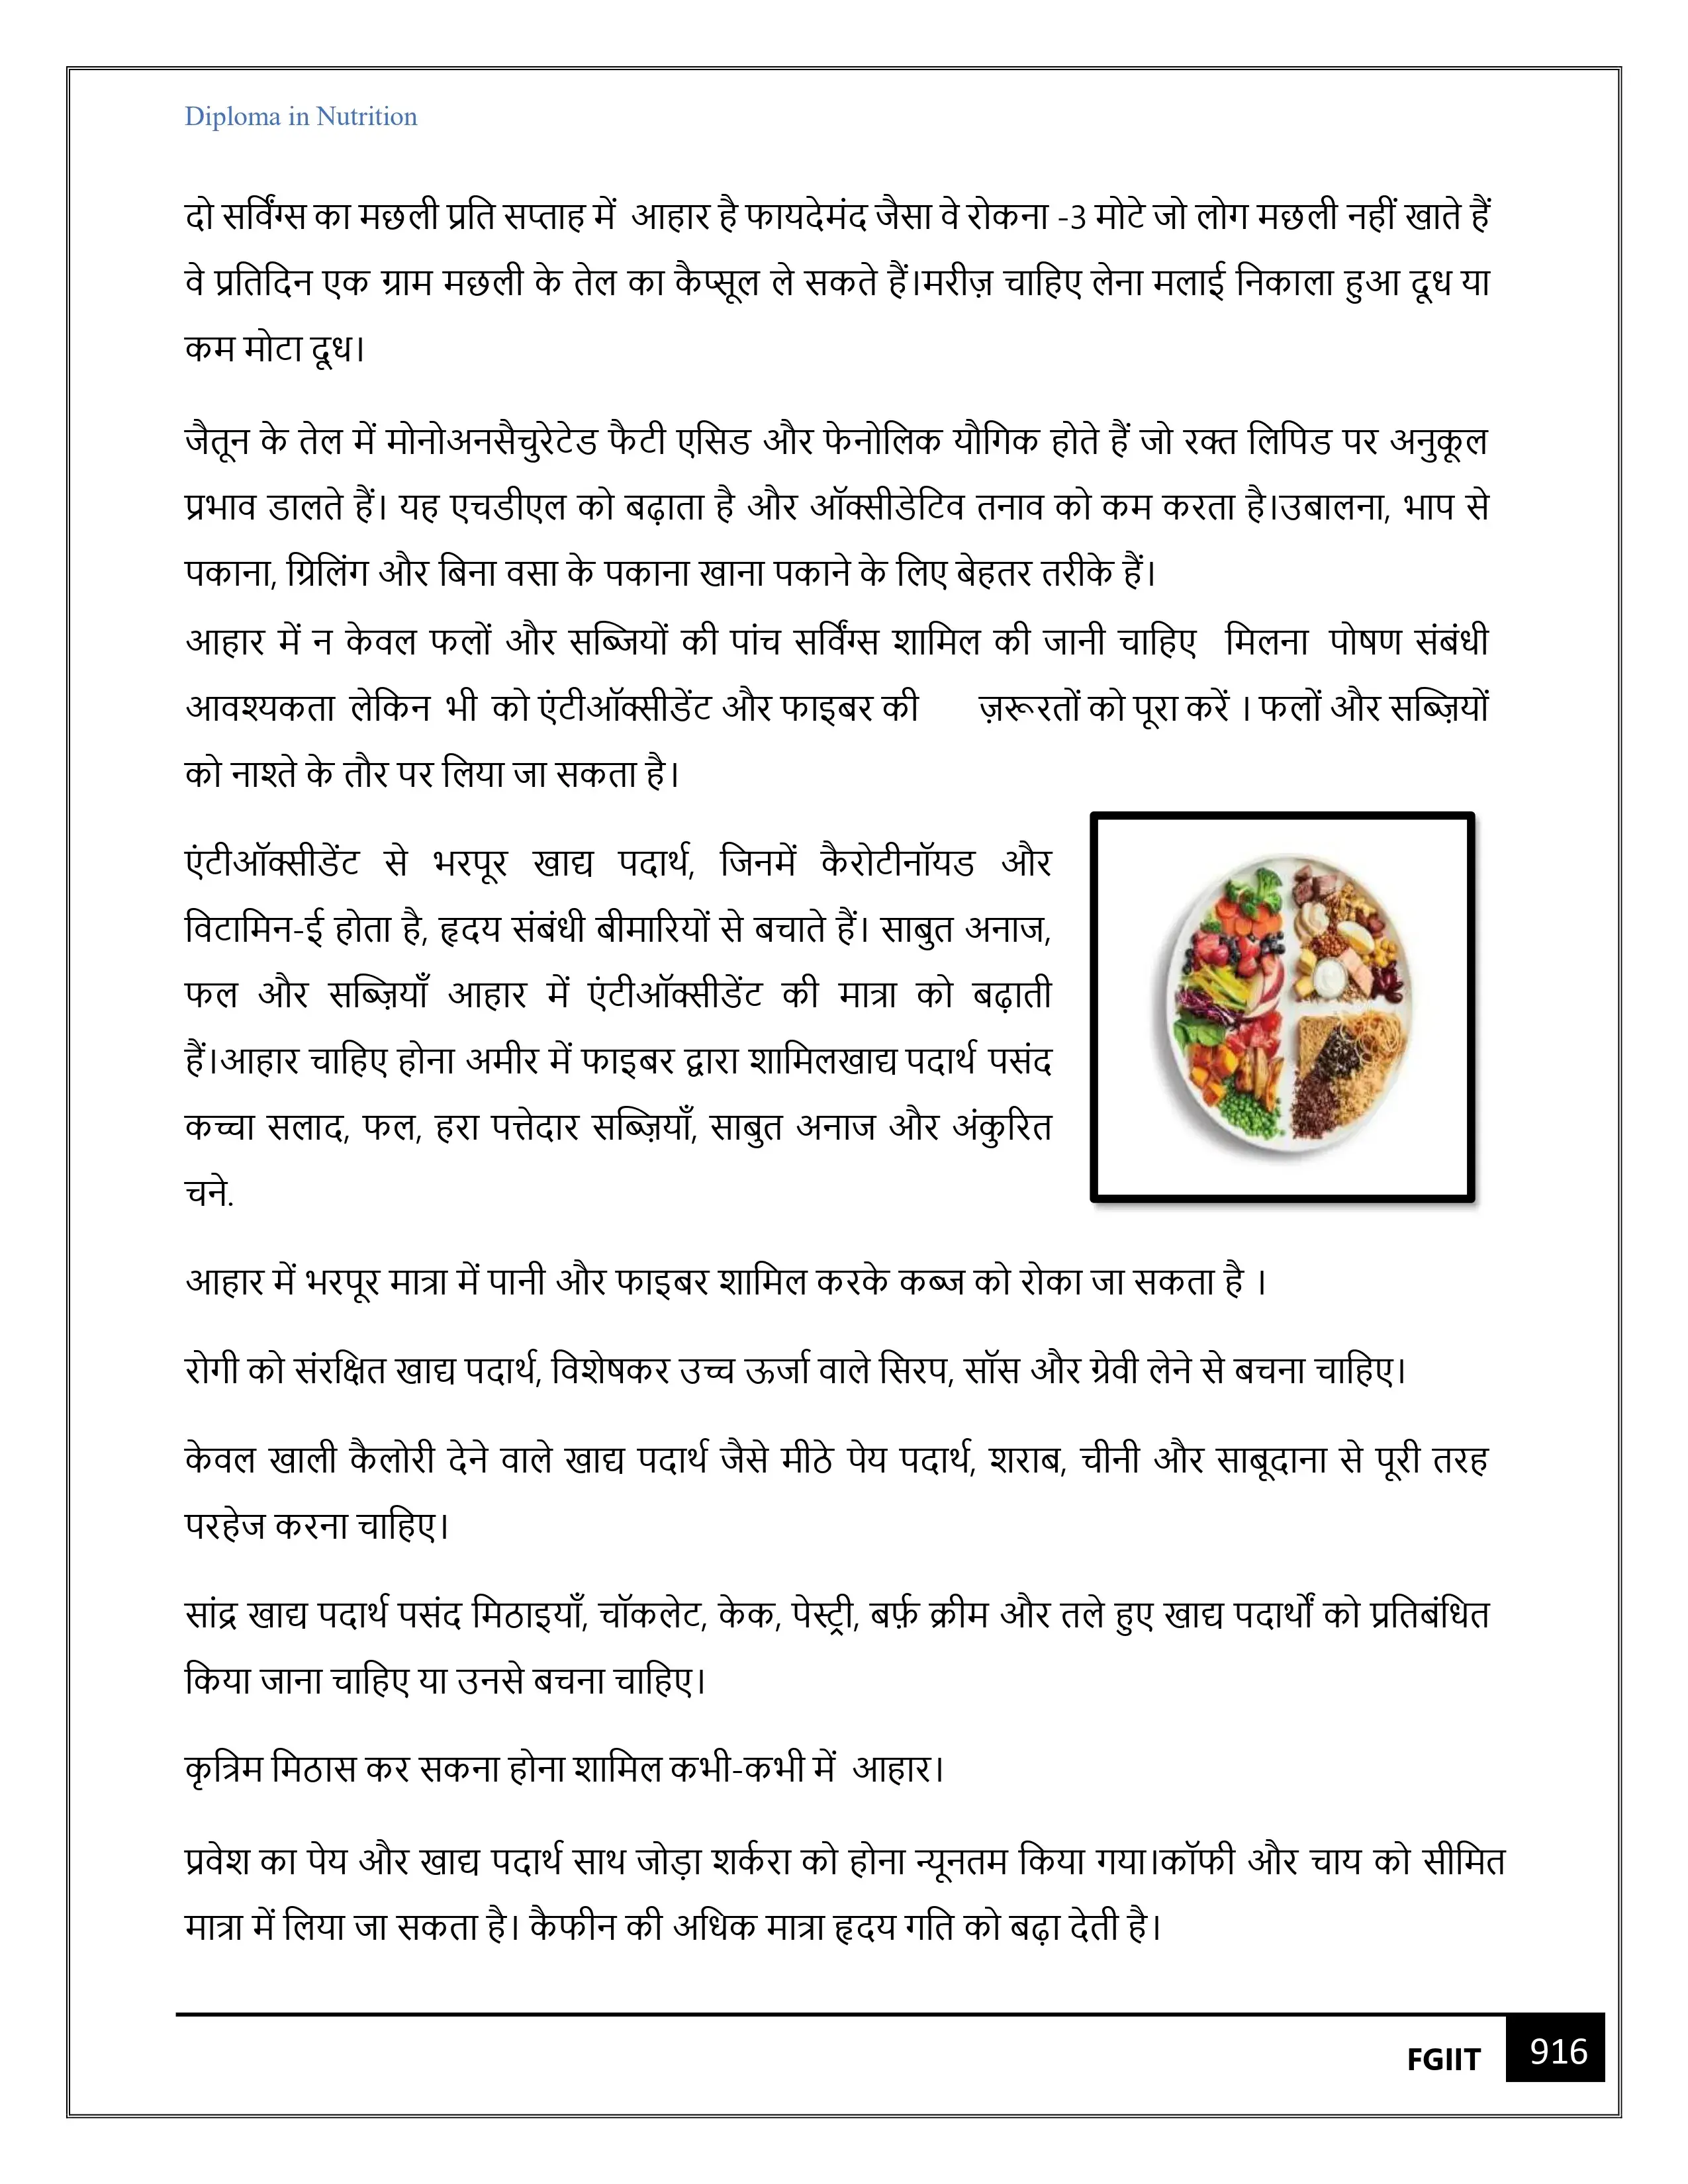 Diploma in Nutrition
दो सर्विंग्स का मछली प्रति सप्ताह में आहार है फायदेमंद जैसा वे रोकना -3 मोटे जो लोग मछली नहीं खाते हैं
वे प्रतिदिन एक ग्राम मछली के तेल का कैप्सूल ले सकते हैं।मरीज़ चाहिए लेना मलाई निकाला हुआ दूध या
कम मोटा दूध।
जैतून के तेल में मोनोअनसैचुरेटेड फैटी एसिड और फेनोलिक यौगिक होते हैं जो रक्त लिपिड पर अनुकूल
प्रभाव डालते हैं। यह एचडीएल को बढ़ाता है और ऑक्सीडेटिव तनाव को कम करता है।उबालना, भाप से
पकाना, ग्रिलिंग और बिना वसा के पकाना खाना पकाने के लिए बेहतर तरीके हैं।
आहार में न केवल फलों और सब्जियों की पांच सर्विंग्स शामिल की जानी चाहिए मिलना पोषण संबंधी
आवश्यकता लेकिन भी को एंटीऑक्सीडेंट और फाइबर की ज़रूरतों को पूरा करें । फलों और सब्ज़ियों
को नाश्ते के तौर पर लिया जा सकता है।
एंटीऑक्सीडेंट से भरपूर खाद्य पदार्थ, जिनमें कैरोटीनॉयड और
विटामिन-ई होता है, हृदय संबंधी बीमारियों से बचाते हैं। साबुत अनाज,
फल और सब्ज़ियाँ आहार में एंटीऑक्सीडेंट की मात्रा को बढ़ाती
हैं।आहार चाहिए होना अमीर में फाइबर द्वारा शामिलखाद्य पदार्थ पसंद
कच्चा सलाद, फल, हरा पत्तेदार सब्ज़ियाँ, साबुत अनाज और अंकुरित
चने.
आहार में भरपूर मात्रा में पानी और फाइबर शामिल करके कब्ज को रोका जा सकता है ।
रोगी को संरक्षित खाद्य पदार्थ, विशेषकर उच्च ऊर्जा वाले सिरप, सॉस और ग्रेवी लेने से बचना चाहिए।
केवल खाली कैलोरी देने वाले खाद्य पदार्थ जैसे मीठे पेय पदार्थ, शराब, चीनी और साबूदाना से पूरी तरह
परहेज करना चाहिए।
सांद्र खाद्य पदार्थ पसंद मिठाइयाँ, चॉकलेट, केक, पेस्ट्री, बर्फ़ क्रीम और तले हुए खाद्य पदार्थों को प्रतिबंधित
किया जाना चाहिए या उनसे बचना चाहिए।
कृत्रिम मिठास कर सकना होना शामिल कभी-कभी में आहार।
प्रवेश का पेय और खाद्य पदार्थ साथ जोड़ा शर्करा को होना न्यूनतम किया गया।कॉफी और चाय को सीमित
मात्रा में लिया जा सकता है। कैफीन की अधिक मात्रा हृदय गति को बढ़ा देती है।
FGIIT 916